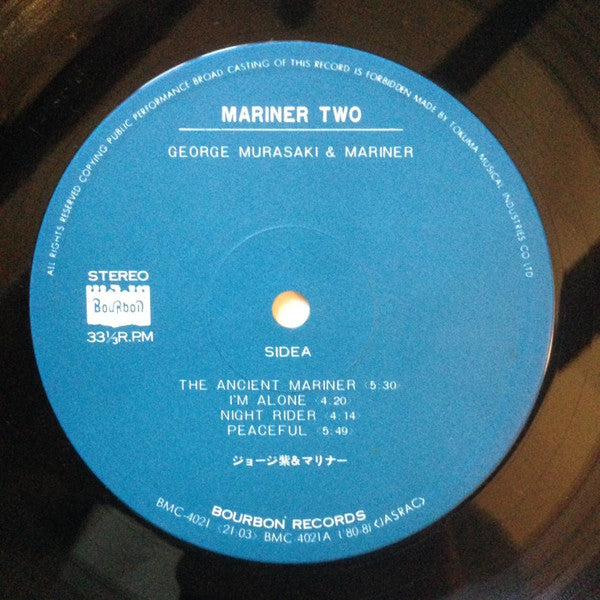 ALL RIGHTS RESERVED COPYING PUBLIC PERFORMANCE BROAD CASTING OF THIS RECORD IS FORBIDDEN MADE BY TOKUMA MUSICAL INDUSTRIES CO LTD
MARINER TWO
GEORGE MURASAKI & MARINER
STEREO
Bourbon
33⅓R.P.M
SIDEA
THE ANCIENT MARINER (5:30)
I'M ALONE (4.20)
NIGHT RIDER (4:14)
PEACEFUL (5:49)
ジョージ紫&マリナー
BOURBON RECORDS
BMC-4021 (21·03) BMC-4021A (80·8) (JASRAC)